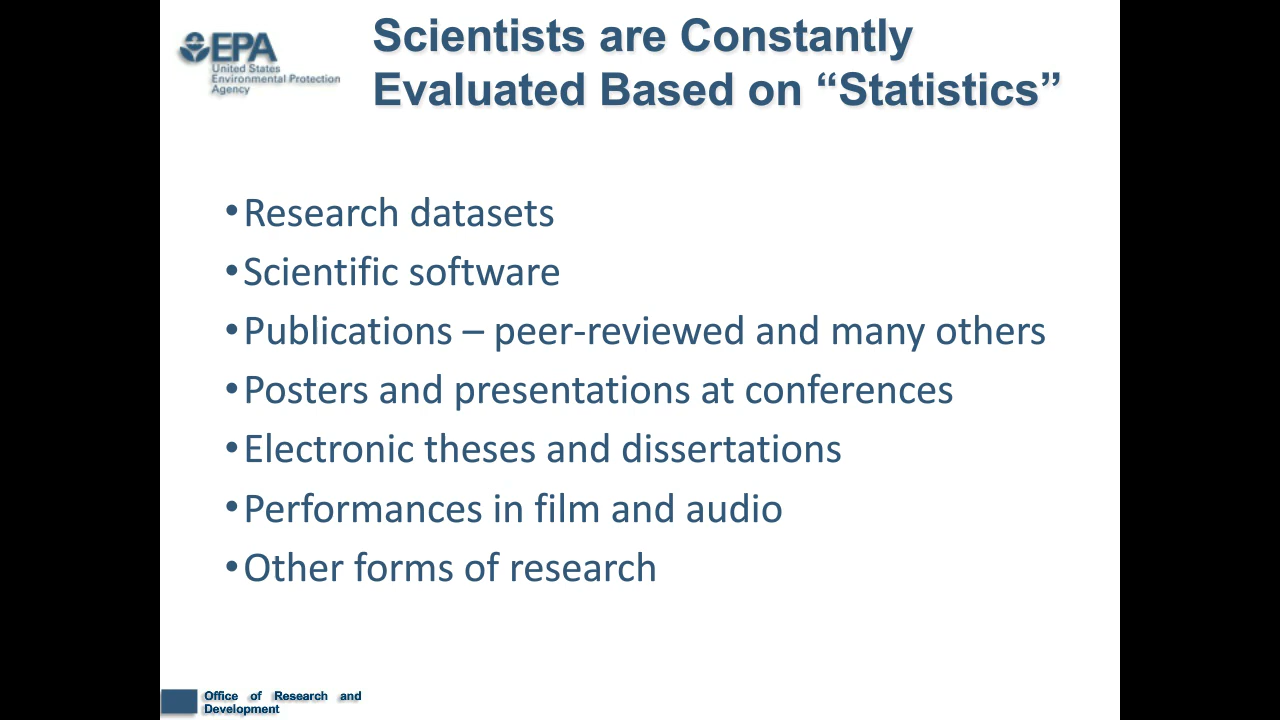 EPA
United States
Environmental Protection
Agency
Scientists are Constantly
Evaluated Based on “Statistics”
•Research datasets
•Scientific software
•Publications – peer-reviewed and many others
•Posters and presentations at conferences
•Electronic theses and dissertations
•Performances in film and audio
•Other forms of research
Office of Research and
Development